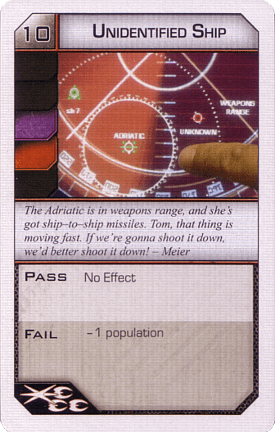 10
UNIDENTIFIED SHIP
sk 7
WEAPONS
RANGE
ADRIATIC
UNKNOWN
The Adriatic is in weapons range, and she's
got ship–to–ship missiles. Tom, that thing
is moving fast. If we're gonna shoot it down,
we'd better shoot it down! – Meier
PASS No Effect
FAIL –1 population